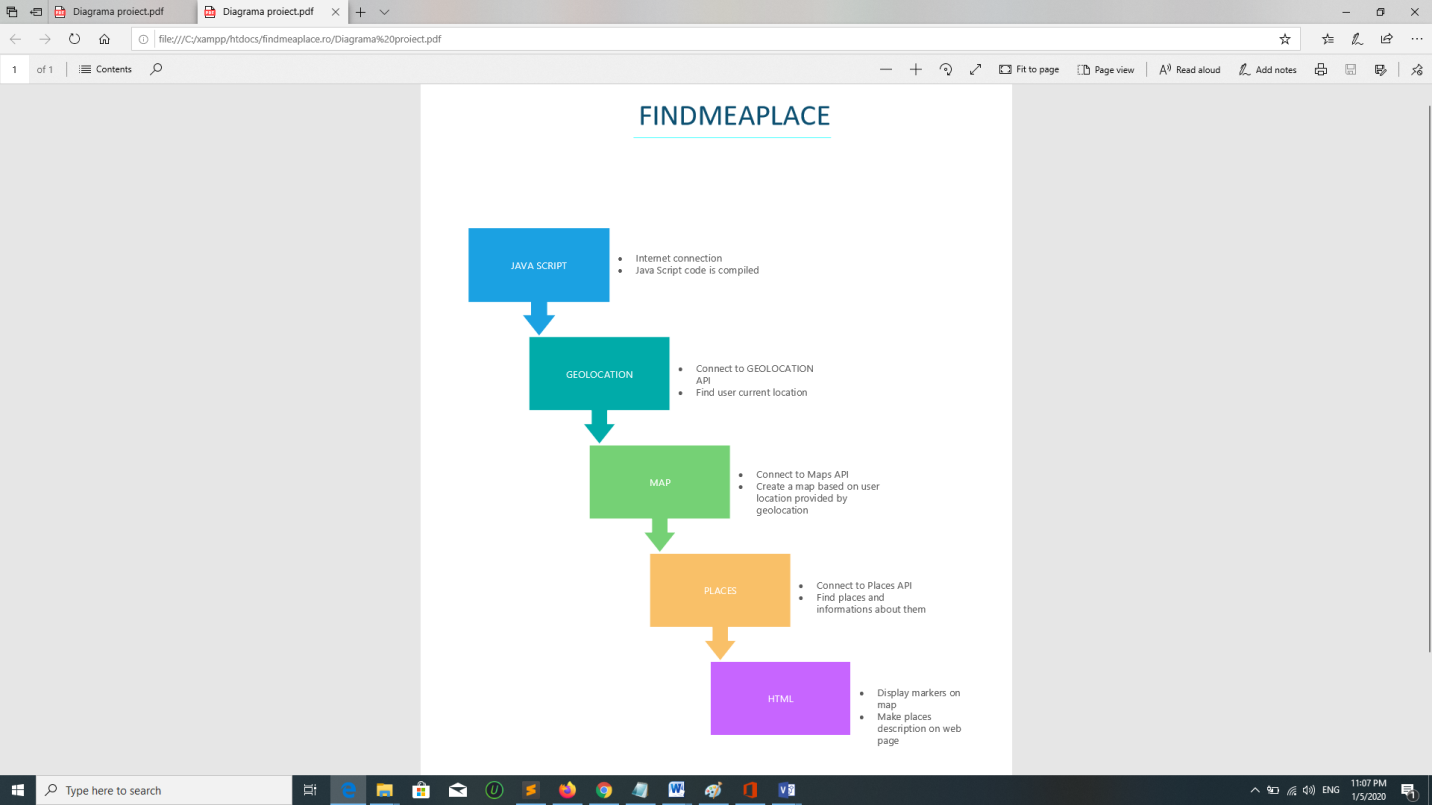 Diagrama proiect.pdf
Diagrama proiect.pdf
file:///C:/xampp/htdocs/findmeaplace.ro/Diagrama%20proiect.pdf
1 of 1 Contents
Fit to page Page view Read aloud Add notes
FINDMEAPLACE
JAVA SCRIPT
• Internet connection
• Java Script code is compiled
GEOLOCATION
• Connect to GEOLOCATION
API
• Find user current location
MAP
• Connect to Maps API
• Create a map based on user
location provided by
geolocation
PLACES
• Connect to Places API
• Find places and
informations about them
HTML
• Display markers on
map
• Make places
description on web
page
Type here to search
ENG
11:07 PM
1/5/2020